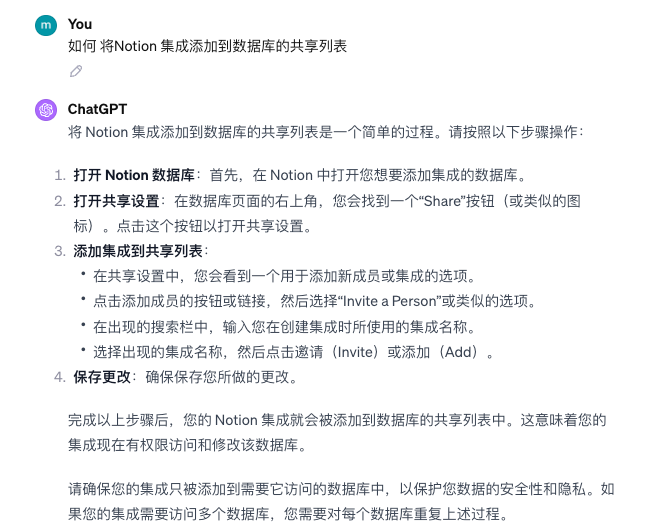 m
You
如何 将Notion 集成添加到数据库的共享列表
ChatGPT
将 Notion 集成添加到数据库的共享列表是一个简单的过程。请按照以下步骤操作：
1. 打开 Notion 数据库：首先，在 Notion 中打开您想要添加集成的数据库。
2. 打开共享设置：在数据库页面的右上角，您会找到一个“Share”按钮（或类似的图
标）。点击这个按钮以打开共享设置。
3. 添加集成到共享列表：
• 在共享设置中，您会看到一个用于添加新成员或集成的选项。
• 点击添加成员的按钮或链接，然后选择“Invite a Person”或类似的选项。
• 在出现的搜索栏中，输入您在创建集成时所使用的集成名称。
• 选择出现的集成名称，然后点击邀请（Invite）或添加（Add）。
4. 保存更改：确保保存您所做的更改。
完成以上步骤后，您的 Notion 集成就会被添加到数据库的共享列表中。这意味着您的
集成现在有权限访问和修改该数据库。
请确保您的集成只被添加到需要它访问的数据库中，以保护您数据的安全性和隐私。如
果您的集成需要访问多个数据库，您需要对每个数据库重复上述过程。